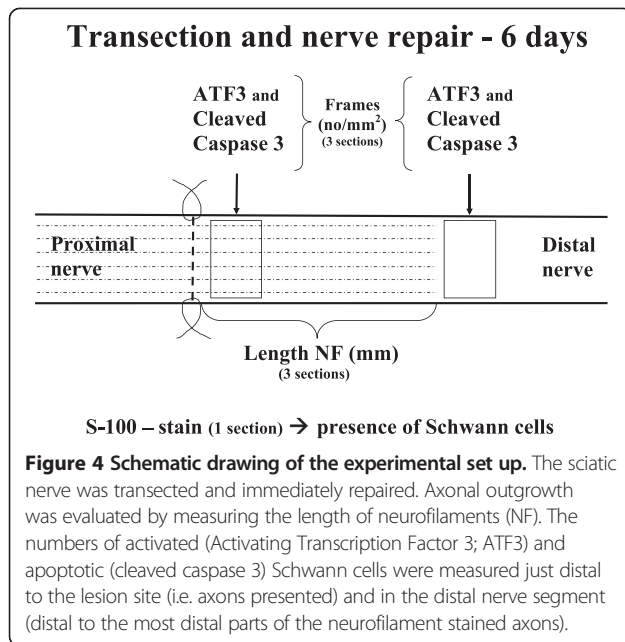 Transection and nerve repair - 6 days
ATF3 and
Cleaved
Caspase 3
Frames
(no/mm²)
(3 sections)
ATF3 and
Cleaved
Caspase 3
Proximal
nerve
Distal
nerve
Length NF (mm)
(3 sections)
S-100 – stain (1 section) → presence of Schwann cells
Figure 4 Schematic drawing of the experimental set up. The sciatic
nerve was transected and immediately repaired. Axonal outgrowth
was evaluated by measuring the length of neurofilaments (NF). The
numbers of activated (Activating Transcription Factor 3; ATF3) and
apoptotic (cleaved caspase 3) Schwann cells were measured just distal
to the lesion site (i.e. axons presented) and in the distal nerve segment
(distal to the most distal parts of the neurofilament stained axons).